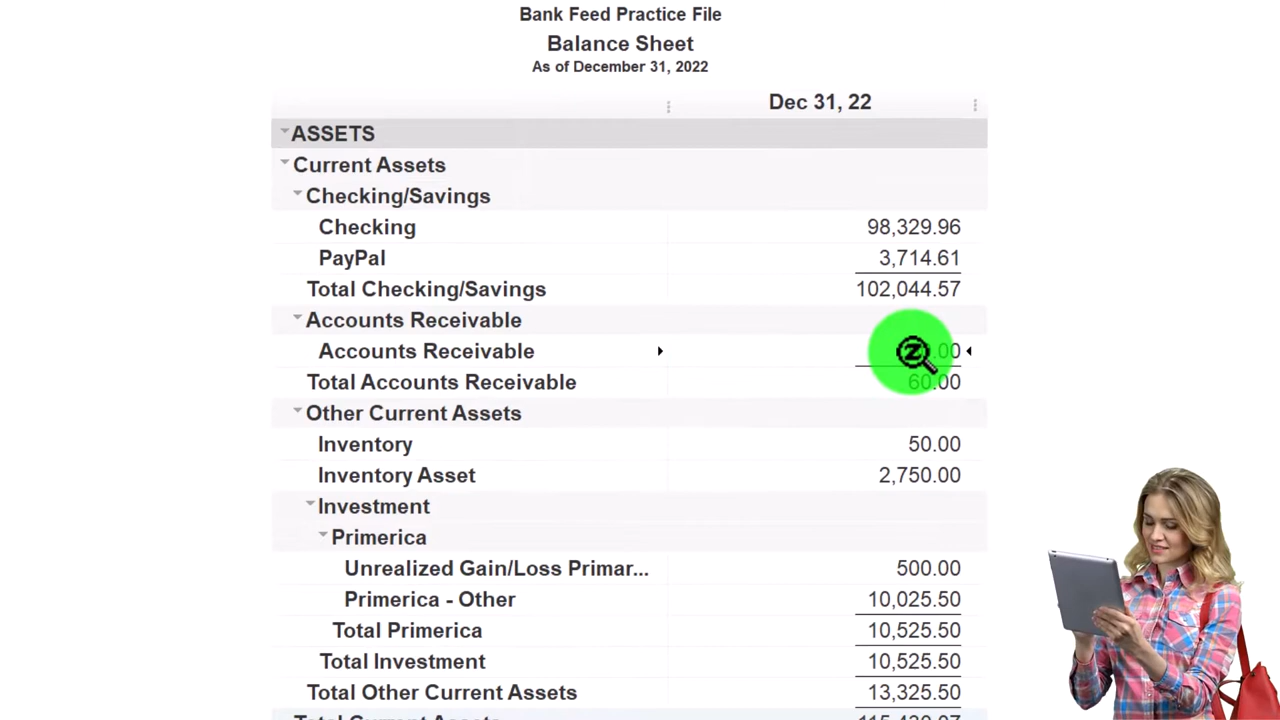 Bank Feed Practice File
Balance Sheet
As of December 31, 2022
Dec 31, 22
ASSETS
Current Assets
Checking/Savings
Checking 98,329.96
PayPal 3,714.61
Total Checking/Savings 102,044.57
Accounts Receivable
Accounts Receivable
Total Accounts Receivable 60.00
Other Current Assets
Inventory 50.00
Inventory Asset 2,750.00
Investment
Primerica
Unrealized Gain/Loss Primar... 500.00
Primerica - Other 10,025.50
Total Primerica 10,525.50
Total Investment 10,525.50
Total Other Current Assets 13,325.50
Total Current Assets